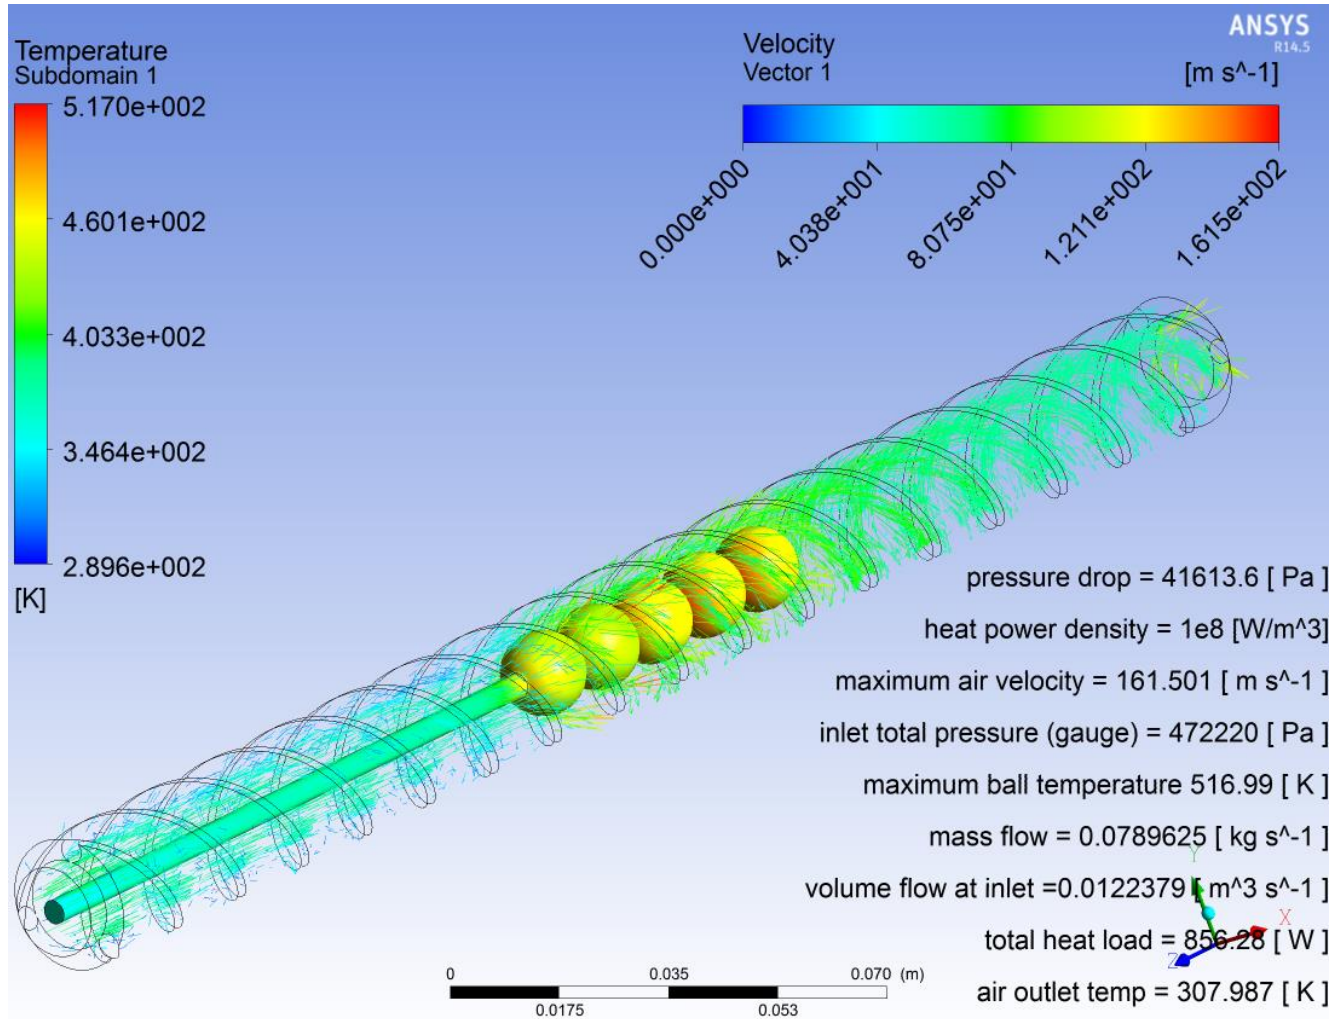 ANSYS
R14.5
Temperature
Subdomain 1
5.170e+002
4.601e+002
4.033e+002
3.464e+002
2.896e+002
[K]
Velocity
Vector 1
[m s^-1]
0.000e+000
4.038e+001
8.075e+001
1.211e+002
1.615e+002
pressure drop = 41613.6 [ Pa ]
heat power density = 1e8 [W/m^3]
maximum air velocity = 161.501 [ m s^-1 ]
inlet total pressure (gauge) = 472220 [ Pa ]
maximum ball temperature 516.99 [ K ]
mass flow = 0.0789625 [ kg s^-1 ]
volume flow at inlet =0.0122379 [ m^3 s^-1 ]
total heat load = 856.28 [ W ]
air outlet temp = 307.987 [ K ]
Y
X
Z
0 0.035 0.070 (m)
0.0175 0.053